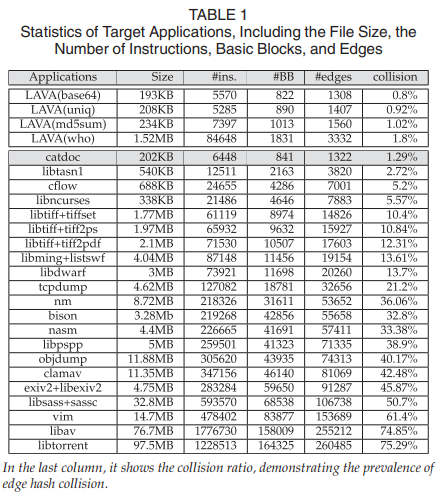 TABLE 1
Statistics of Target Applications, Including the File Size, the
Number of Instructions, Basic Blocks, and Edges
Applications Size #ins. #BB #edges collision
LAVA(base64) 193KB 5570 822 1308 0.8%
LAVA(uniq) 208KB 5285 890 1407 0.92%
LAVA(md5sum) 234KB 7397 1013 1560 1.02%
LAVA(who) 1.52MB 84648 1831 3332 1.8%
catdoc 202KB 6448 841 1322 1.29%
libtasn1 540KB 12511 2163 3820 2.72%
cflow 688KB 24655 4286 7001 5.2%
libncurses 338KB 21486 4646 7883 5.57%
libtiff+tiffset 1.77MB 61119 8974 14826 10.4%
libtiff+tiff2ps 1.97MB 65932 9632 15927 10.84%
libtiff+tiff2pdf 2.1MB 71530 10507 17603 12.31%
libming+listswf 4.04MB 87148 11456 19154 13.61%
libdwarf 3MB 73921 11698 20260 13.7%
tcpdump 4.62MB 127082 18781 32656 21.2%
nm 8.72MB 218326 31611 53652 36.06%
bison 3.28Mb 219268 42856 55658 32.8%
nasm 4.4MB 226665 41691 57411 33.38%
libpspp 5MB 259501 41323 71335 38.9%
objdump 11.88MB 305620 43935 74313 40.17%
clamav 11.35MB 347156 46140 81069 42.48%
exiv2+libexiv2 4.75MB 283284 59650 91287 45.87%
libsass+sassc 32.8MB 593570 68538 106738 50.7%
vim 14.7MB 478402 83877 153689 61.4%
libav 76.7MB 1776730 158009 255212 74.85%
libtorrent 97.5MB 1228513 164325 260485 75.29%
In the last column, it shows the collision ratio, demonstrating the prevalence of
edge hash collision.